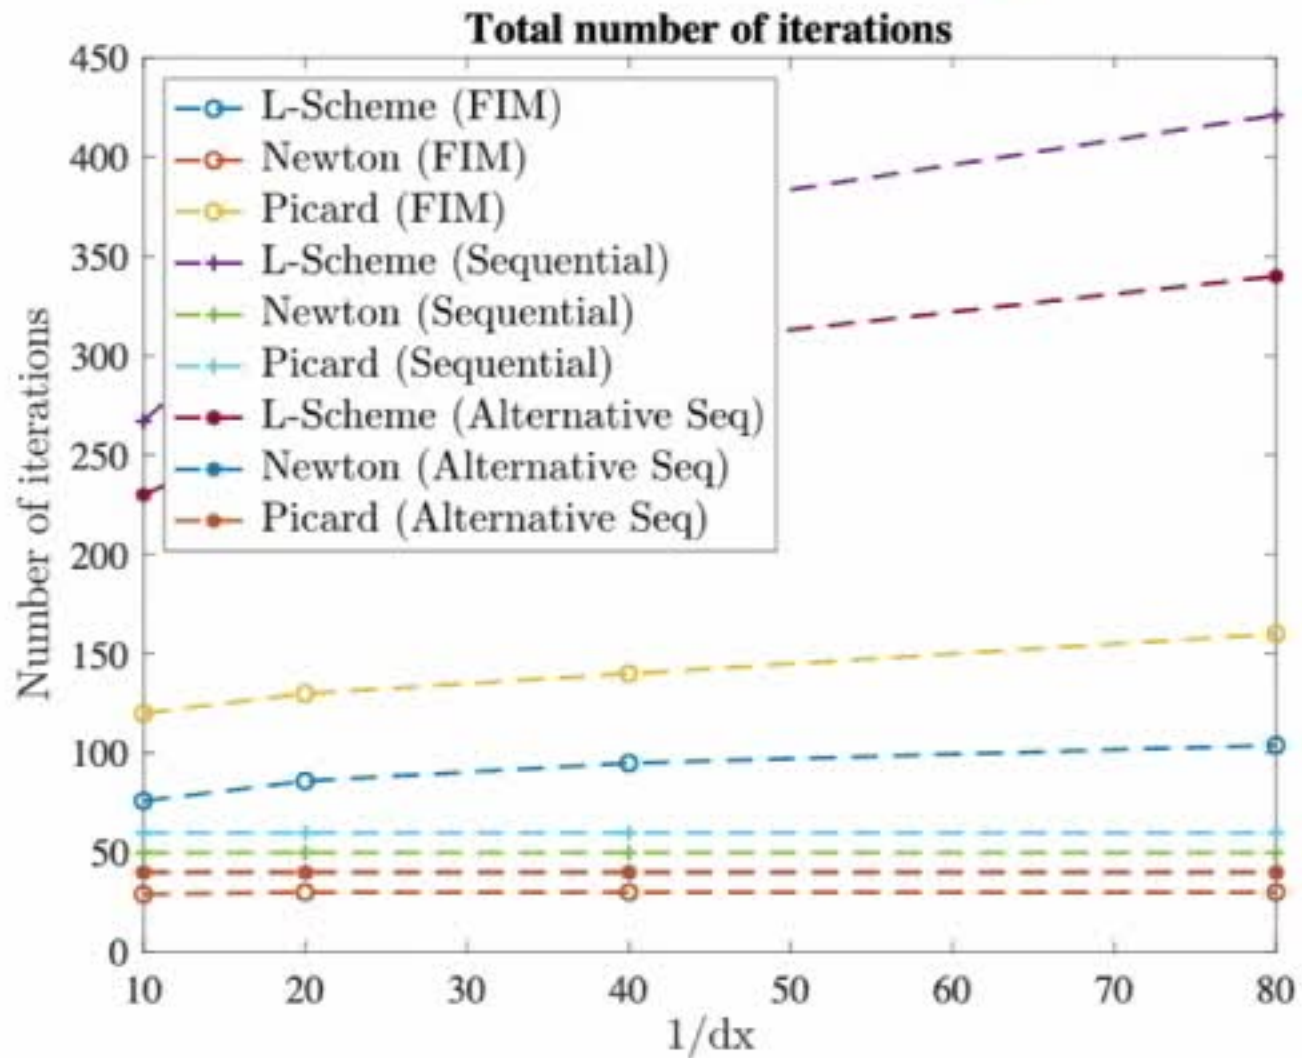 Total number of iterations
450
400
350
300
250
200
150
100
50
0
Number of iterations
L-Scheme (FIM)
Newton (FIM)
Picard (FIM)
L-Scheme (Sequential)
Newton (Sequential)
Picard (Sequential)
L-Scheme (Alternative Seq)
Newton (Alternative Seq)
Picard (Alternative Seq)
10 20 30 40 50 60 70 80
1/dx